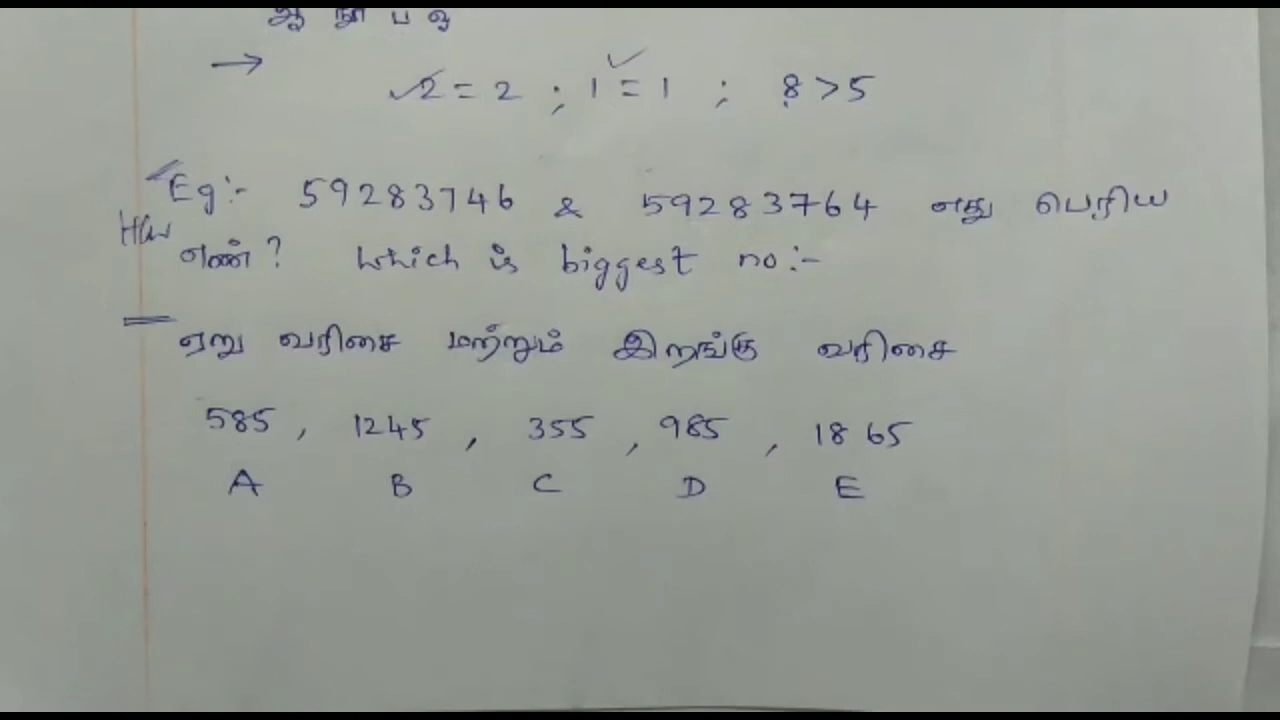 ஆ நூ ப ஒ
→ 2 = 2 ; 1 = 1 ; 8 > 5
Eg:- 59283746 & 59283764 எது பெரிய
H/W எண்? Which is biggest no:-
ஏறு வரிசை மற்றும் இறங்கு வரிசை
585 , 1245 , 355 , 985 , 1865
A B C D E